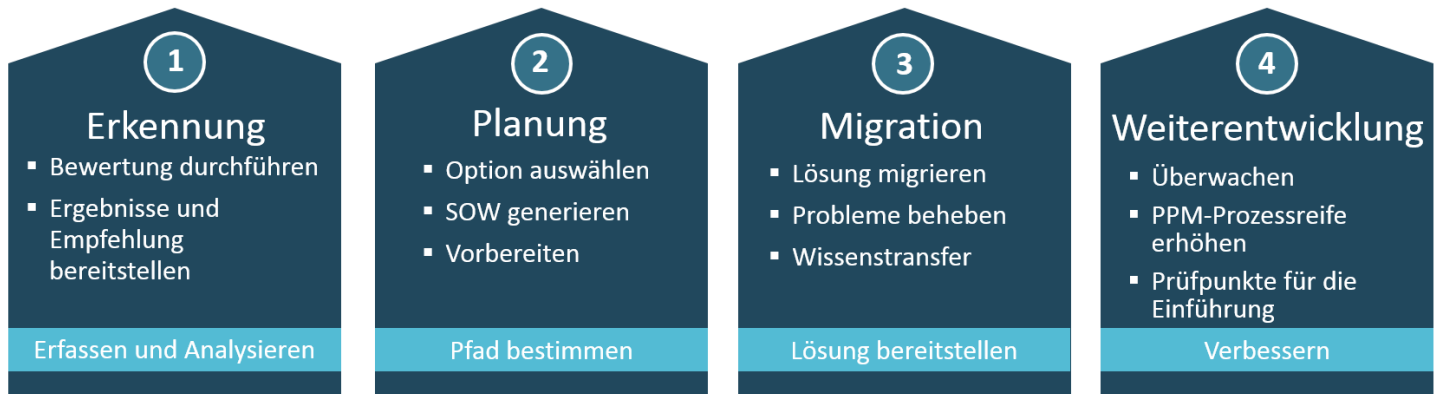 1
Erkennung
▪ Bewertung durchführen
▪ Ergebnisse und
Empfehlung
bereitstellen
Erfassen und Analysieren
2
Planung
▪ Option auswählen
▪ SOW generieren
▪ Vorbereiten
Pfad bestimmen
3
Migration
▪ Lösung migrieren
▪ Probleme beheben
▪ Wissenstransfer
Lösung bereitstellen
4
Weiterentwicklung
▪ Überwachen
▪ PPM-Prozessreife
erhöhen
▪ Prüfpunkte für die
Einführung
Verbessern